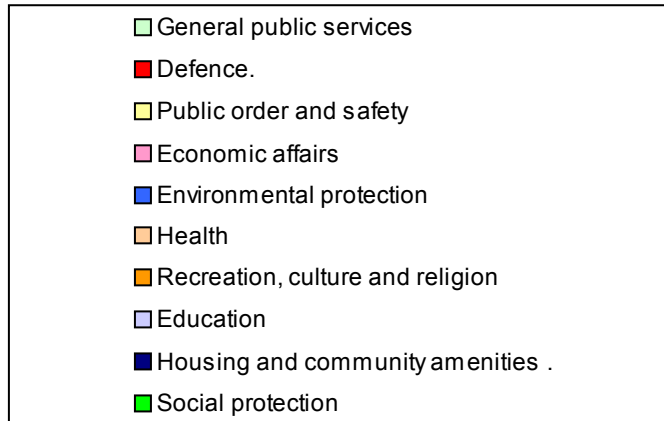 General public services
Defence.
Public order and safety
Economic affairs
Environmental protection
Health
Recreation, culture and religion
Education
Housing and community amenities .
Social protection